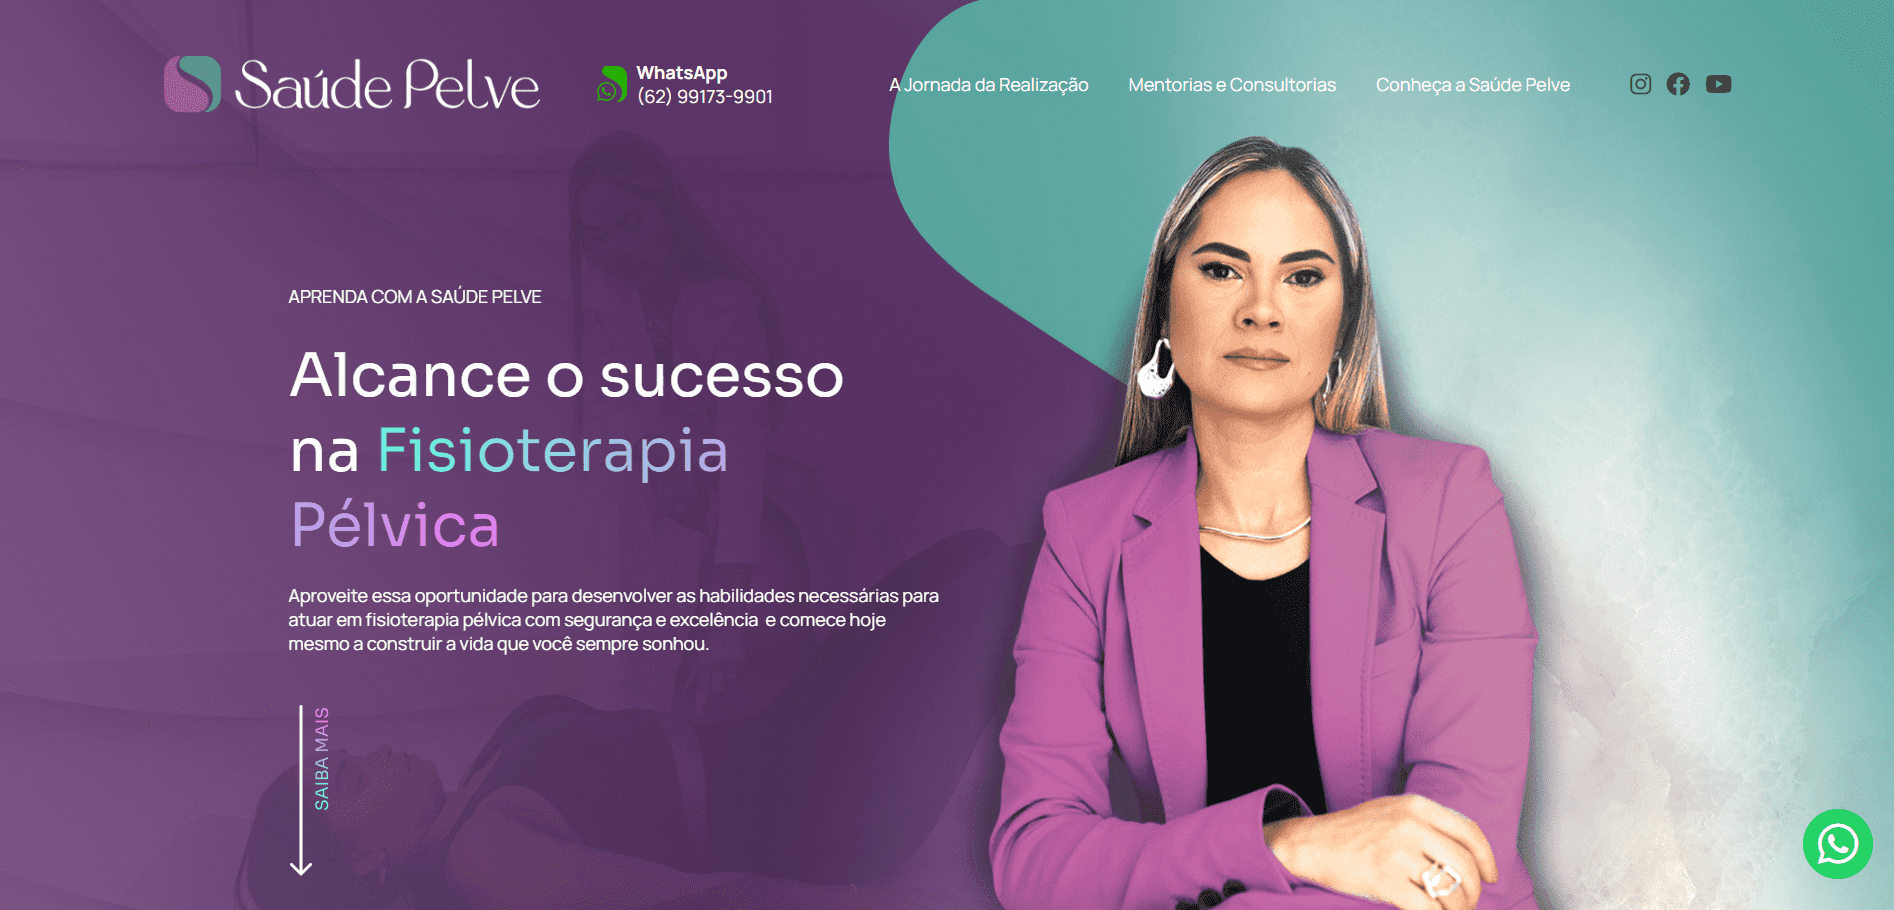 Saúde Pelve
WhatsApp
(62) 99173-9901
A Jornada da Realização
Mentorias e Consultorias
Conheça a Saúde Pelve
APRENDA COM A SAÚDE PELVE
Alcance o sucesso
na Fisioterapia
Pélvica
Aproveite essa oportunidade para desenvolver as habilidades necessárias para
atuar em fisioterapia pélvica com segurança e excelência  e comece hoje
mesmo a construir a vida que você sempre sonhou.
SAIBA MAIS